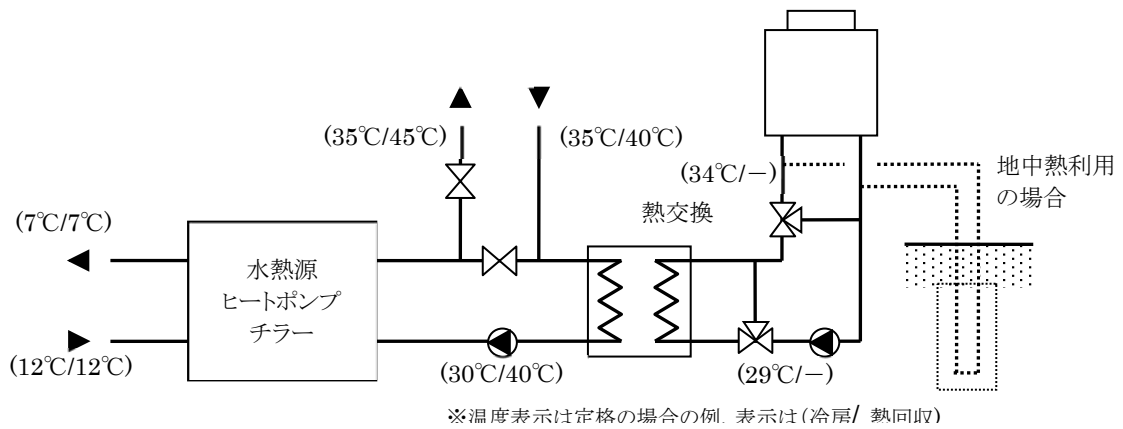 (35℃/45℃)
(35℃/40℃)
(34℃/−)
地中熱利用
の場合
熱交換
(7℃/7℃)
水熱源
ヒートポンプ
チラー
(12℃/12℃)
(30℃/40℃)
(29℃/−)
※温度表示は定格の場合の例、表示は(冷房/ 熱回収)